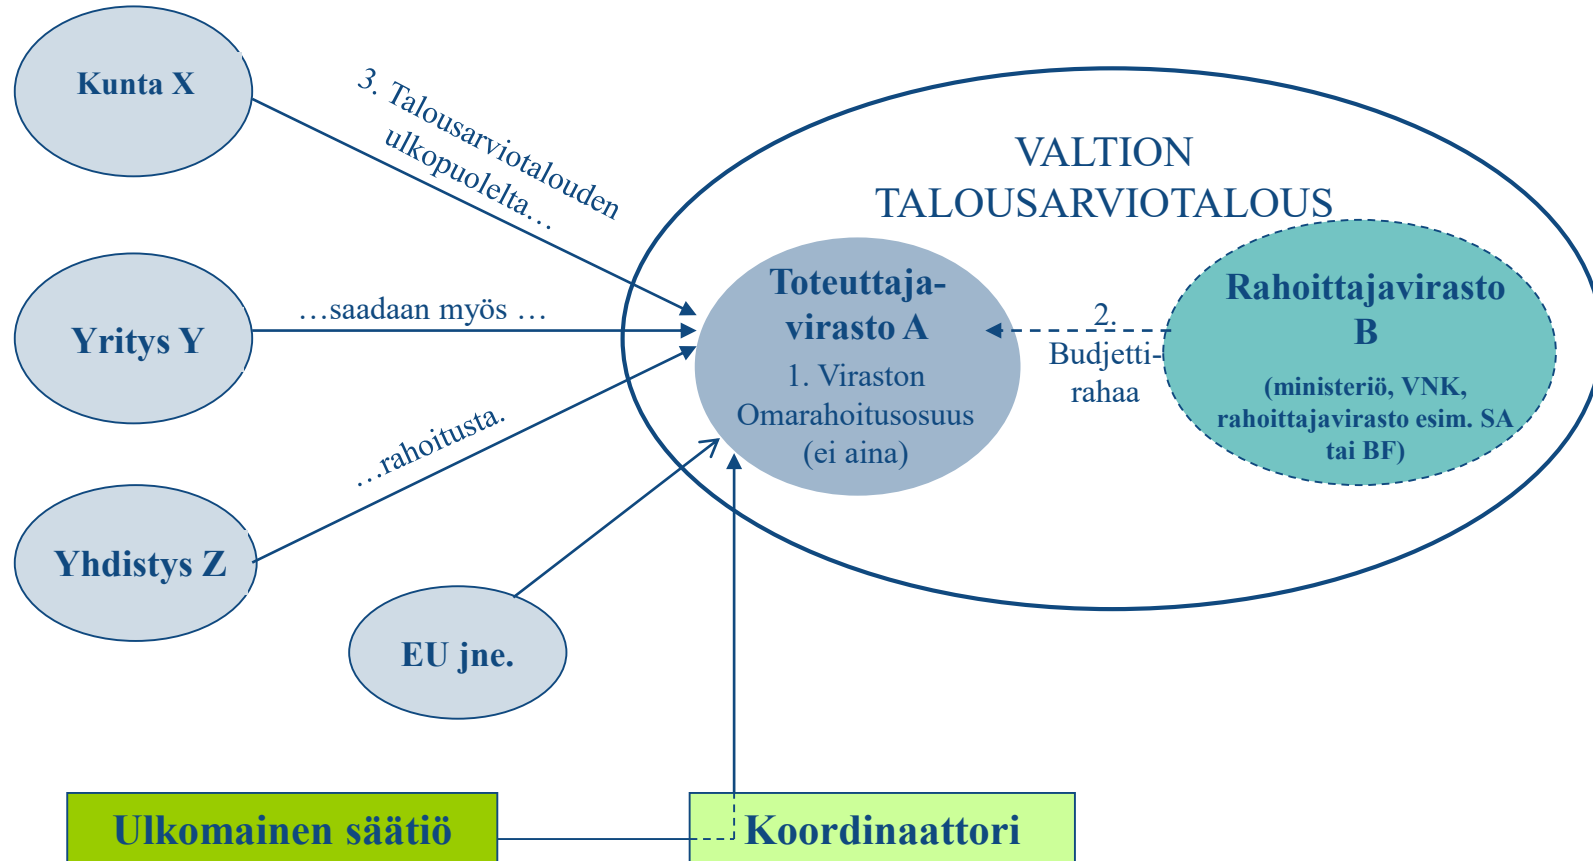 Kunta X
3. Talousarviotalouden
ulkopuolelta…
VALTION
TALOUSARVIOTALOUS
Yritys Y
…saadaan myös …
Toteuttaja-
virasto A
1. Viraston
Omarahoitusosuus
(ei aina)
2.
Budjetti-
rahaa
Rahoittajavirasto
B
(ministeriö, VNK,
rahoittajavirasto esim. SA
tai BF)
Yhdistys Z
…rahoitusta.
EU jne.
Ulkomainen säätiö
Koordinaattori